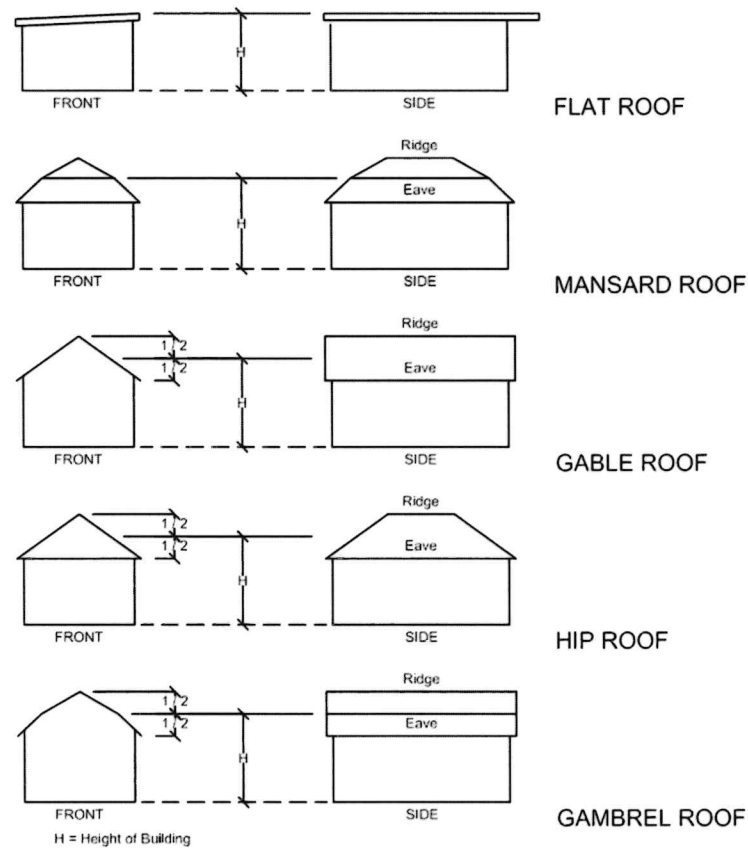 H
FRONT
SIDE
FLAT ROOF
Ridge
Eave
H
FRONT
SIDE
MANSARD ROOF
Ridge
1/2
Eave
1/2
H
FRONT
SIDE
GABLE ROOF
Ridge
1/2
Eave
1/2
H
FRONT
SIDE
HIP ROOF
Ridge
1/2
Eave
1/2
H
FRONT
SIDE
GAMBREL ROOF
H = Height of Building